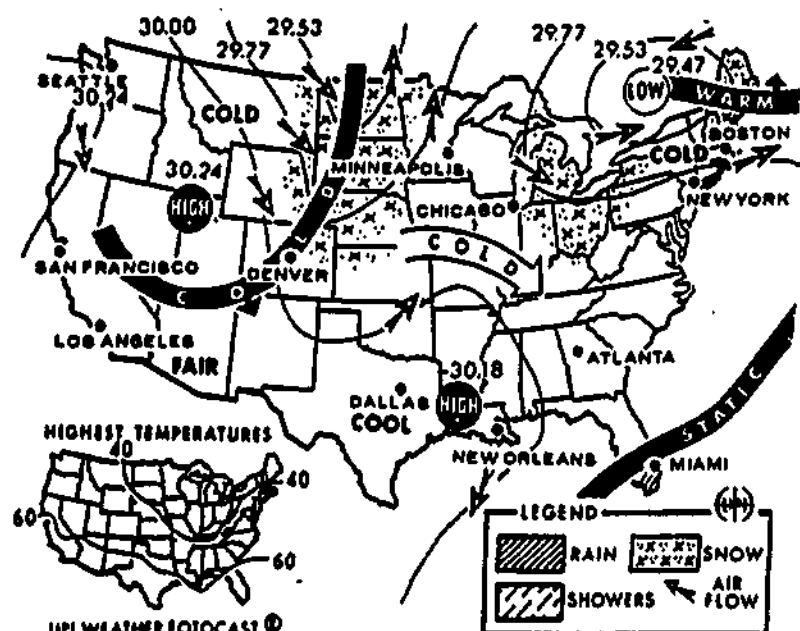 30.00
29.53
29.77
29.77
29.53
29.47
LOW
WARM
SEATTLE
30.24
COLD
BOSTON
COLD
NEW YORK
30.24
HIGH
MINNEAPOLIS
CHICAGO
COLD
SAN FRANCISCO
DENVER
COLD
LOS ANGELES
FAIR
30.18
ATLANTA
DALLAS
HIGH
COOL
STATIC
NEW ORLEANS
MIAMI
HIGHEST TEMPERATURES
40
40
60
60
LEGEND
RAIN
SNOW
SHOWERS
AIR
FLOW
UPI WEATHER FOTOCAST ®